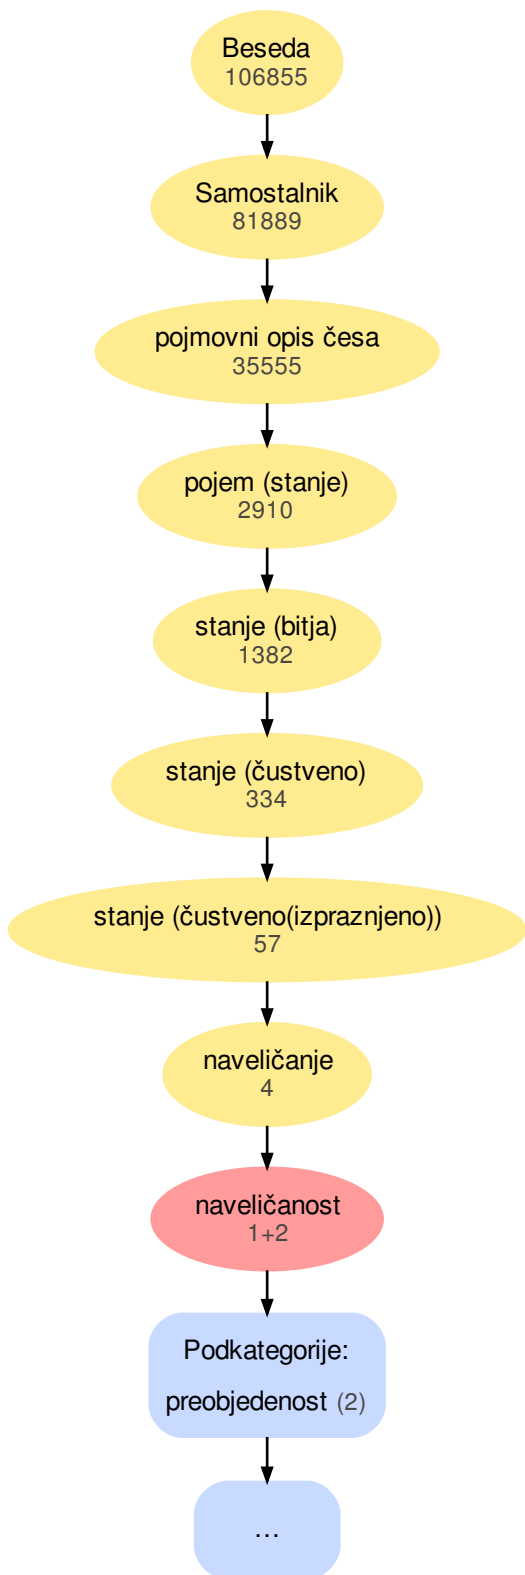 Beseda
106855
Samostalnik
81889
pojmovni opis česa
35555
pojem (stanje)
2910
stanje (bitja)
1382
stanje (čustveno)
334
stanje (čustveno(izpraznjeno))
57
naveličanje
4
naveličanost
1+2
Podkategorije:
preobjedenost (2)
…